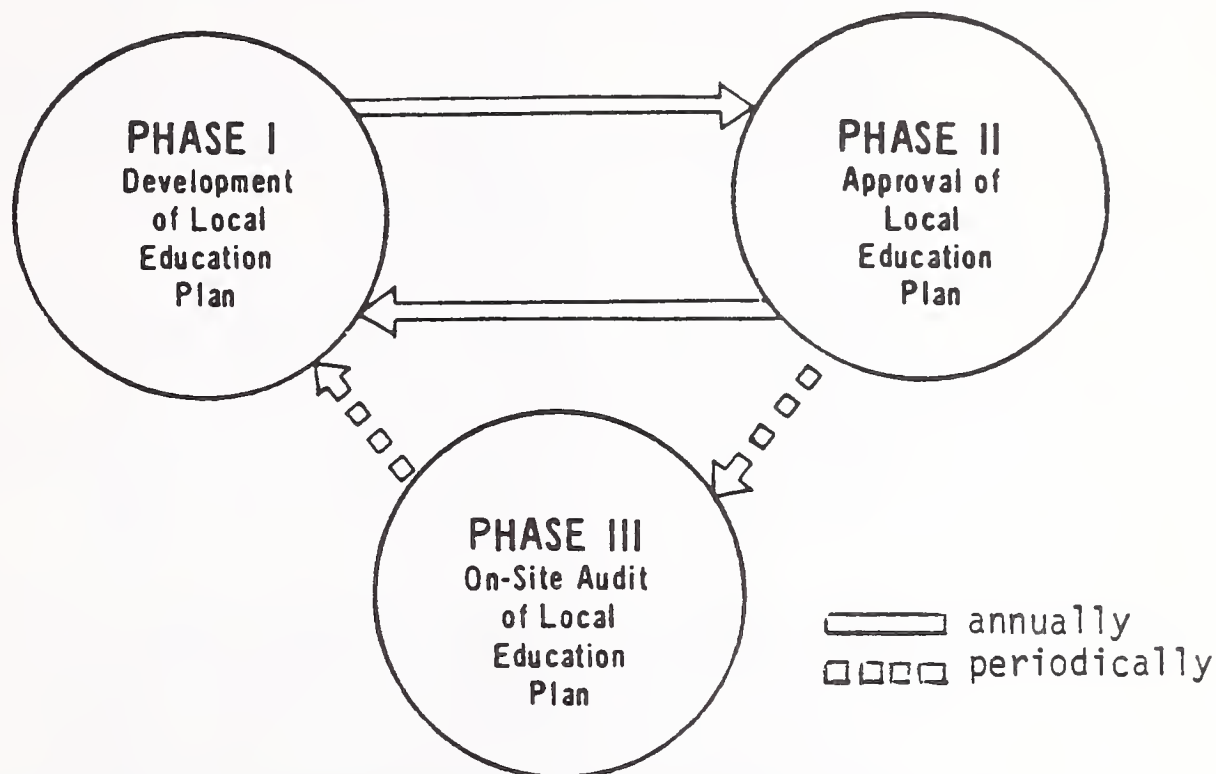 PHASE I
Development
of Local
Education
Plan
PHASE II
Approval of
Local
Education
Plan
PHASE III
On-Site Audit
of Local
Education
Plan
annually
periodically